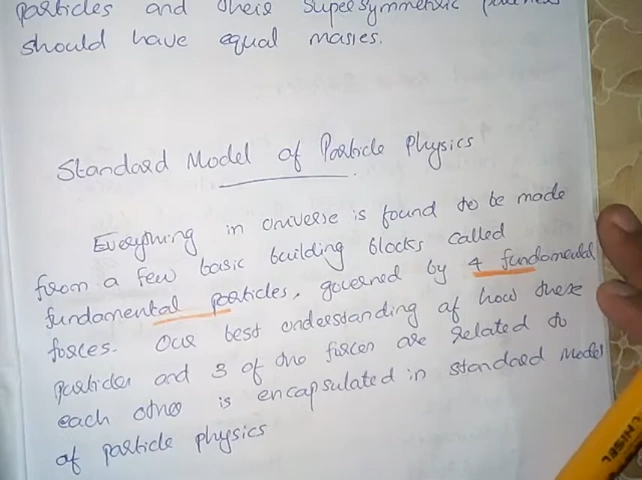 particles and their supersymmetric
should have equal masses.
Standard Model of Particle Physics
Everything in universe is found to be made
from a few basic building blocks called
fundamental particles, governed by 4 fundamental
forces. Our best understanding of how these
particles and 3 of the forces are related to
each other is encapsulated in standard model
of particle physics
CHISEL